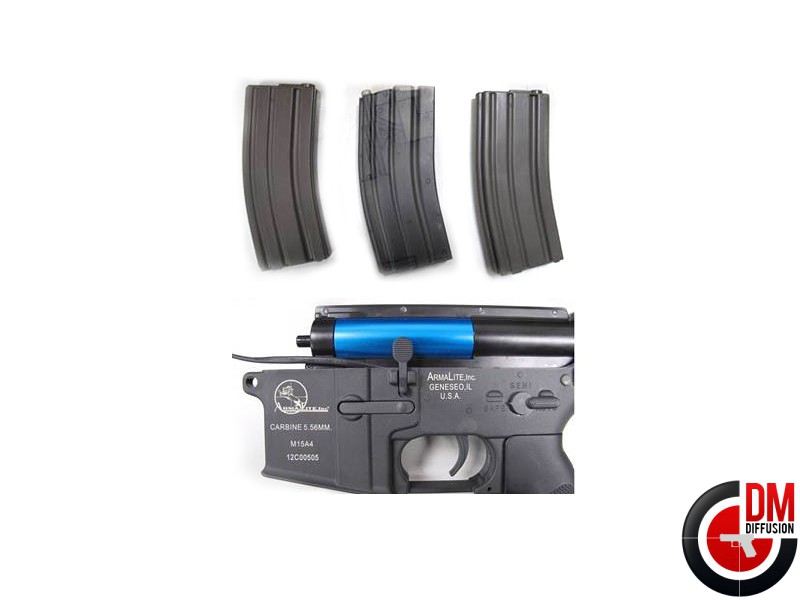 ArmaLite, Inc.
CARBINE 5.56MM.
M15A4
12C00505
ARMALITE, Inc.
GENESEO, IL
U.S.A.
SEMI
SAFE
DM
DIFFUSION